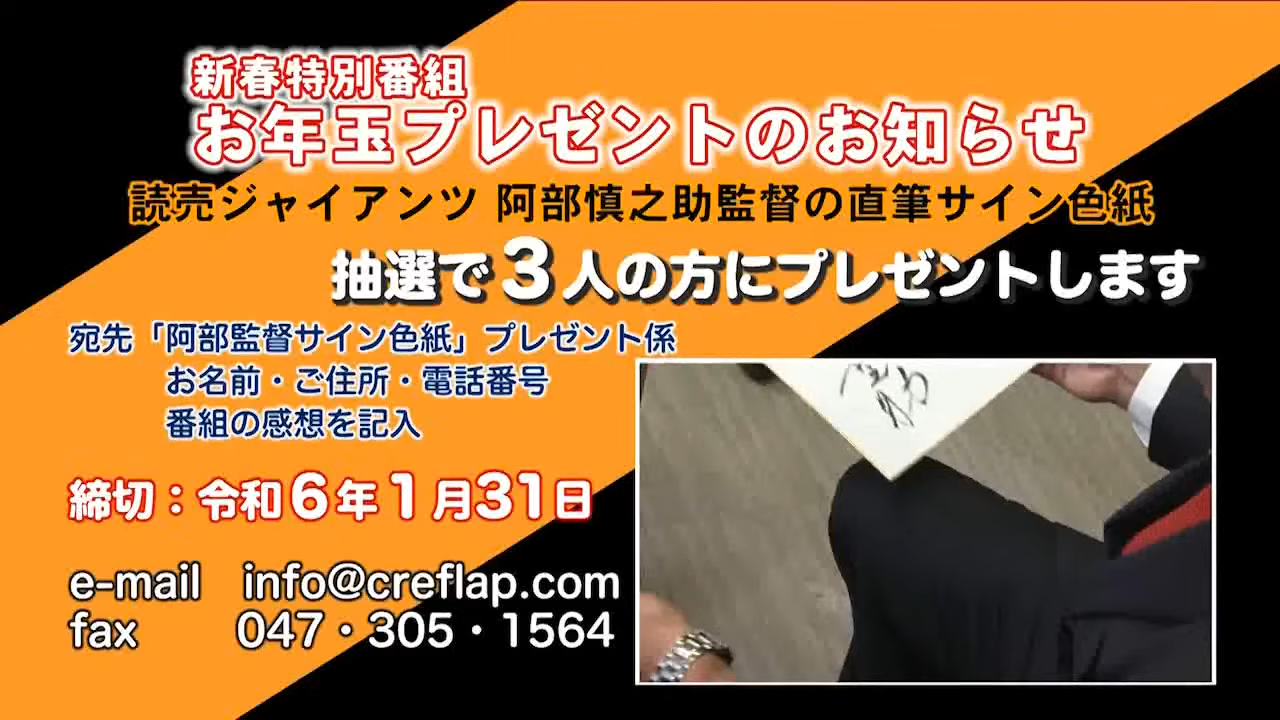 新春特別番組
お年玉プレゼントのお知らせ
読売ジャイアンツ 阿部慎之助監督の直筆サイン色紙
抽選で3人の方にプレゼントします
宛先「阿部監督サイン色紙」プレゼント係
お名前・ご住所・電話番号
番組の感想を記入
締切：令和6年1月31日
e-mail info@creflap.com
fax 047・305・1564